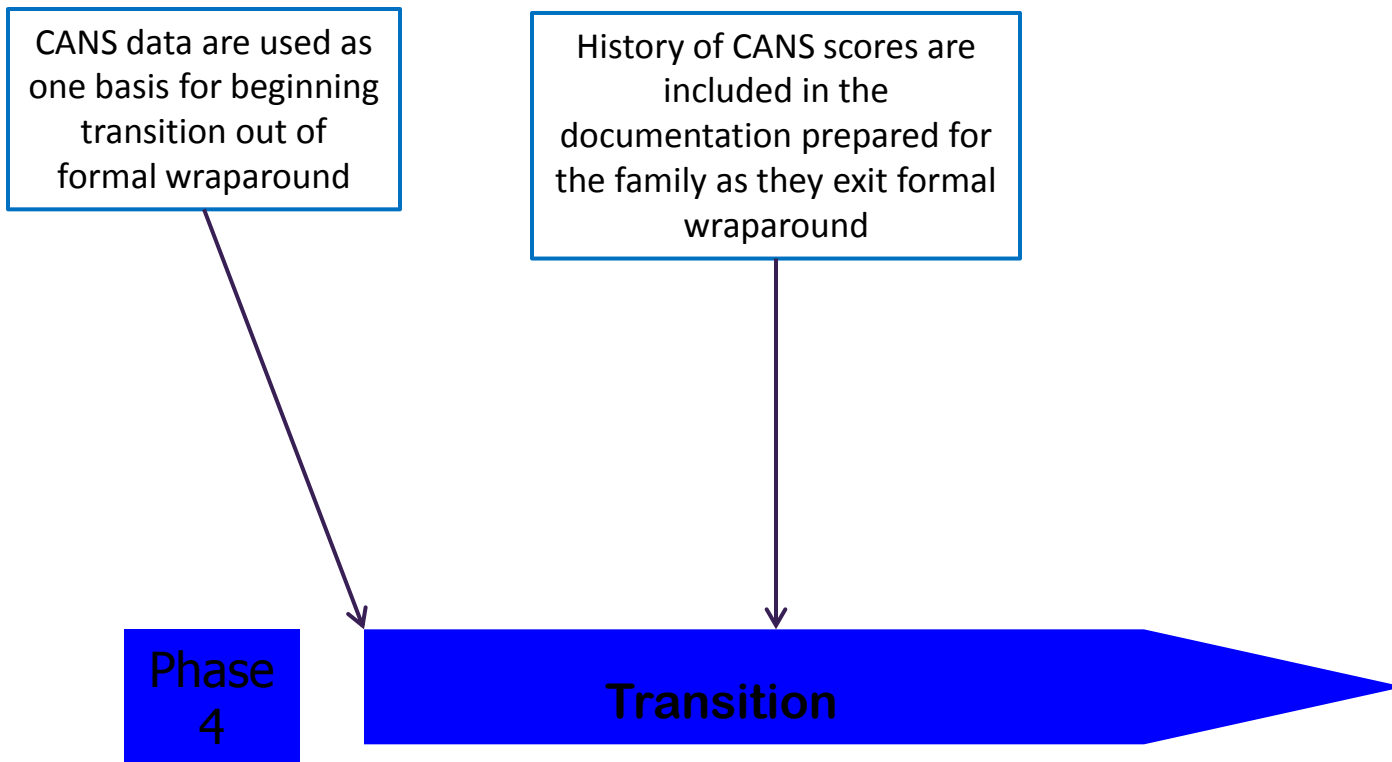 CANS data are used as
one basis for beginning
transition out of
formal wraparound
History of CANS scores are
included in the
documentation prepared for
the family as they exit formal
wraparound
Phase
4
Transition